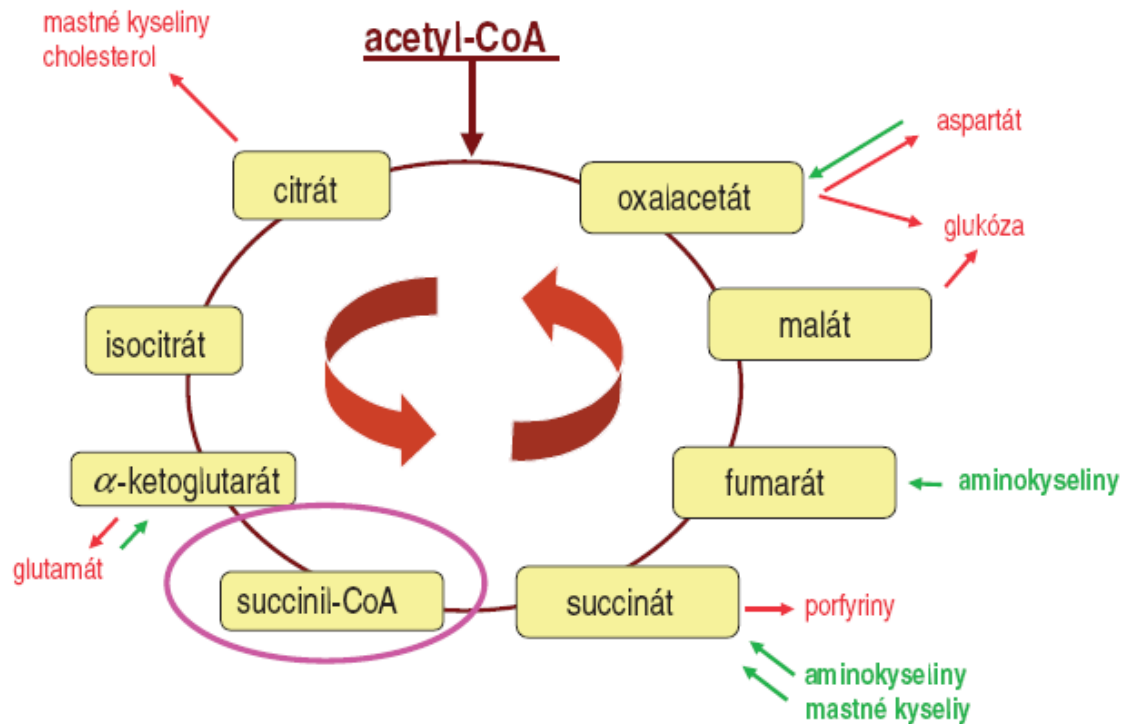 mastné kyseliny
cholesterol
acetyl-CoA
citrát
oxalacetát
aspartát
glukóza
isocitrát
malát
α-ketoglutarát
fumarát
aminokyseliny
glutamát
succinil-CoA
succinát
porfyriny
aminokyseliny
mastné kyseliy